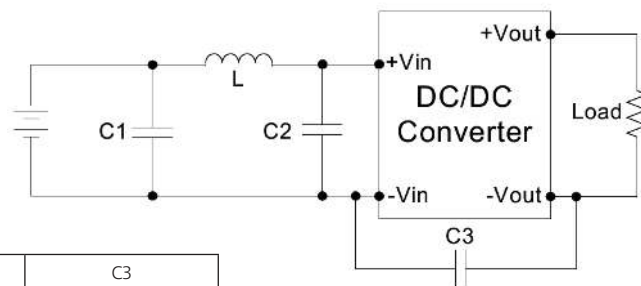 +Vout
+Vin
L
DC/DC
Converter
Load
C1
C2
-Vin
-Vout
C3
C3